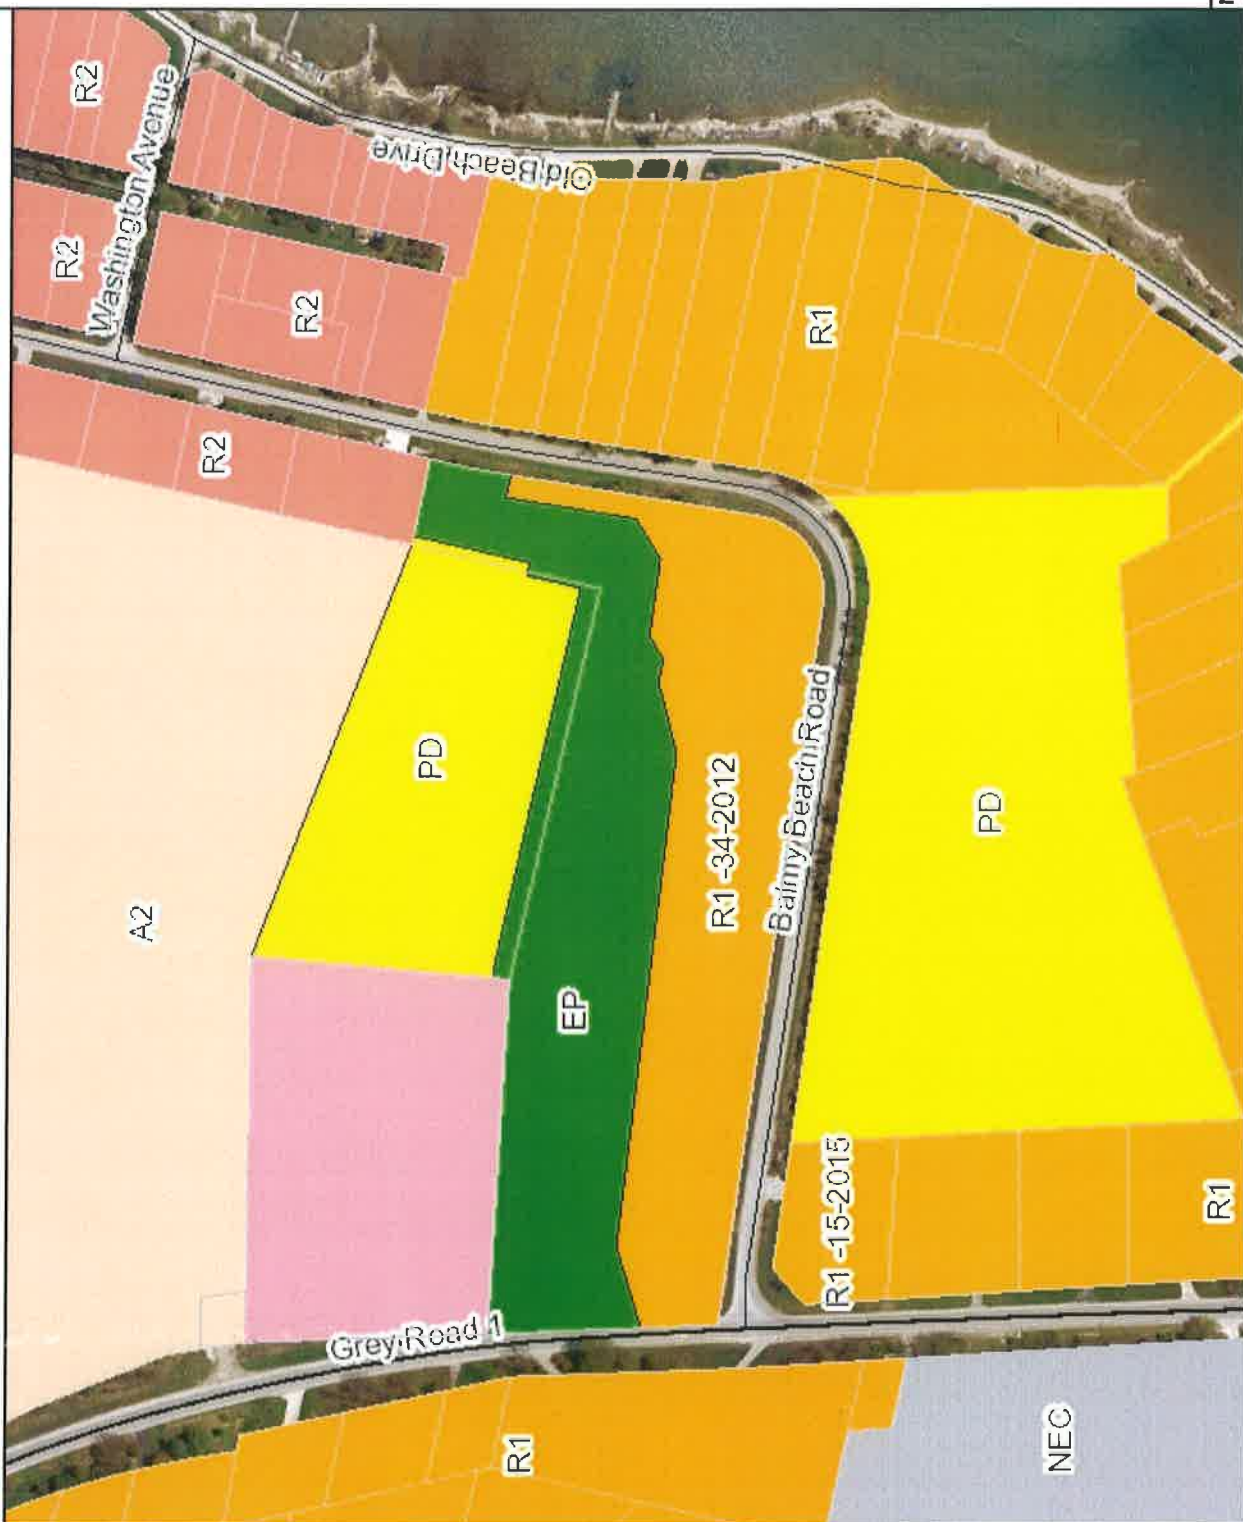 R2
Washington Avenue
R2
Old Beach Drive
R2
R2
R1
A2
PD
R1 -34-2012
Balmy Beach Road
PD
EP
R1 -15-2015
R1
Grey Road 1
R1
NEC